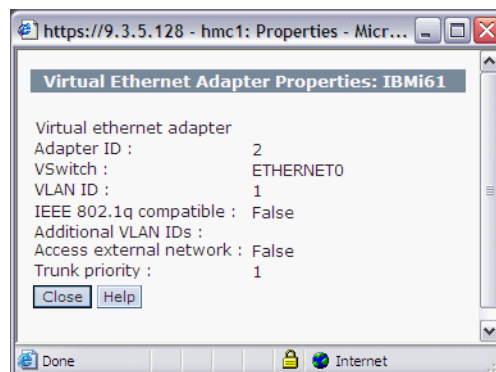 https://9.3.5.128 - hmc1: Properties - Micr...
Virtual Ethernet Adapter Properties: IBMi61
Virtual ethernet adapter
Adapter ID : 2
VSwitch : ETHERNET0
VLAN ID : 1
IEEE 802.1q compatible : False
Additional VLAN IDs :
Access external network : False
Trunk priority : 1
Close Help
Done Internet